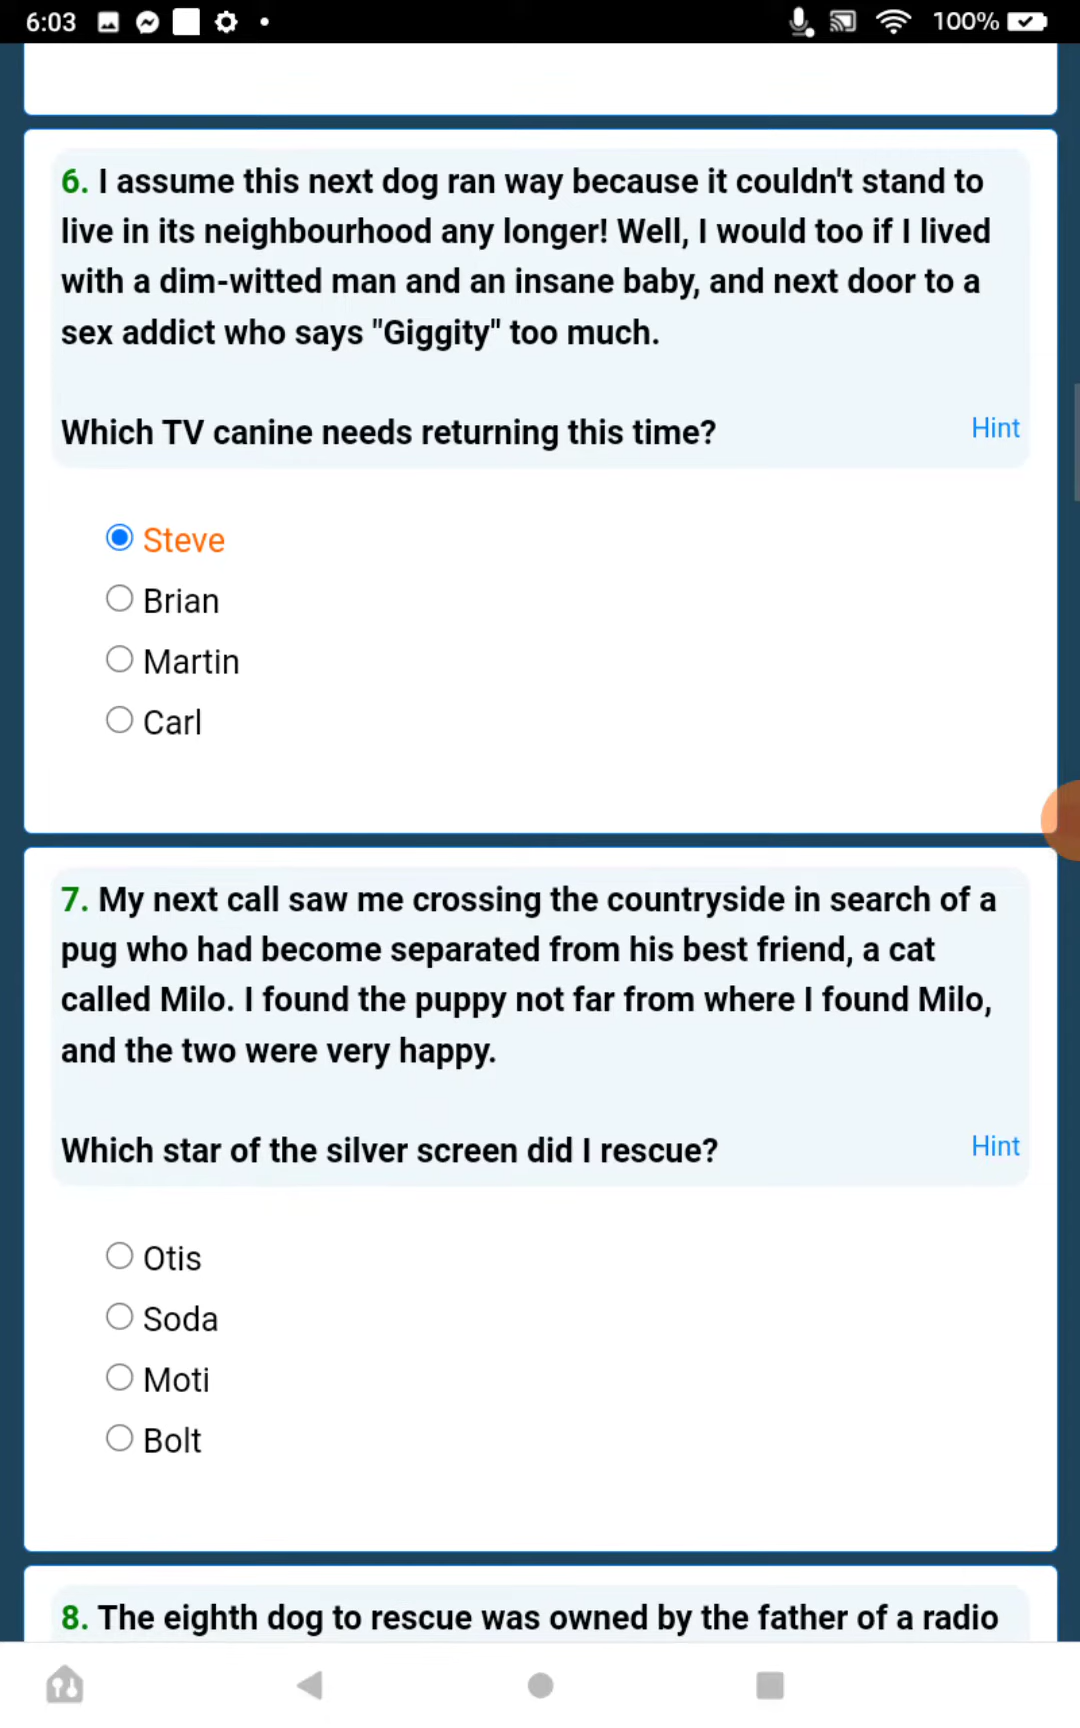 6:03
100%
6. I assume this next dog ran way because it couldn't stand to
live in its neighbourhood any longer! Well, I would too if I lived
with a dim-witted man and an insane baby, and next door to a
sex addict who says "Giggity" too much.
Which TV canine needs returning this time?
Hint
Steve
Brian
Martin
Carl
7. My next call saw me crossing the countryside in search of a
pug who had become separated from his best friend, a cat
called Milo. I found the puppy not far from where I found Milo,
and the two were very happy.
Which star of the silver screen did I rescue?
Hint
Otis
Soda
Moti
Bolt
8. The eighth dog to rescue was owned by the father of a radio